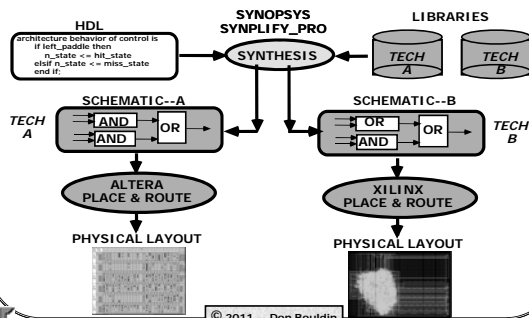 HDL
architecture behavior of control is
if left_paddle then
n_state <= hit_state
elsif n_state <= miss_state
end if;
SYNOPSYS
SYNPLIFY_PRO
SYNTHESIS
LIBRARIES
TECH
A
TECH
B
SCHEMATIC--A
TECH
A
AND
AND
OR
SCHEMATIC--B
OR
AND
OR
TECH
B
ALTERA
PLACE & ROUTE
XILINX
PLACE & ROUTE
PHYSICAL LAYOUT
PHYSICAL LAYOUT
© 2011 Don Bouldin